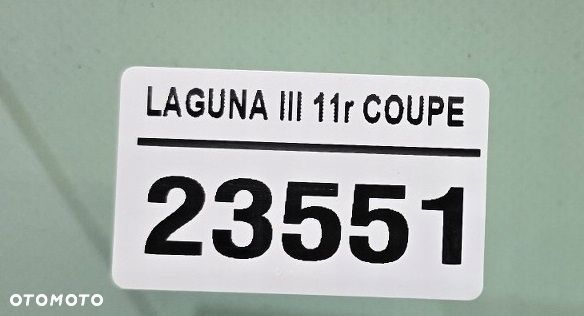 LAGUNA III 11r COUPE
23551
OTOMOTO